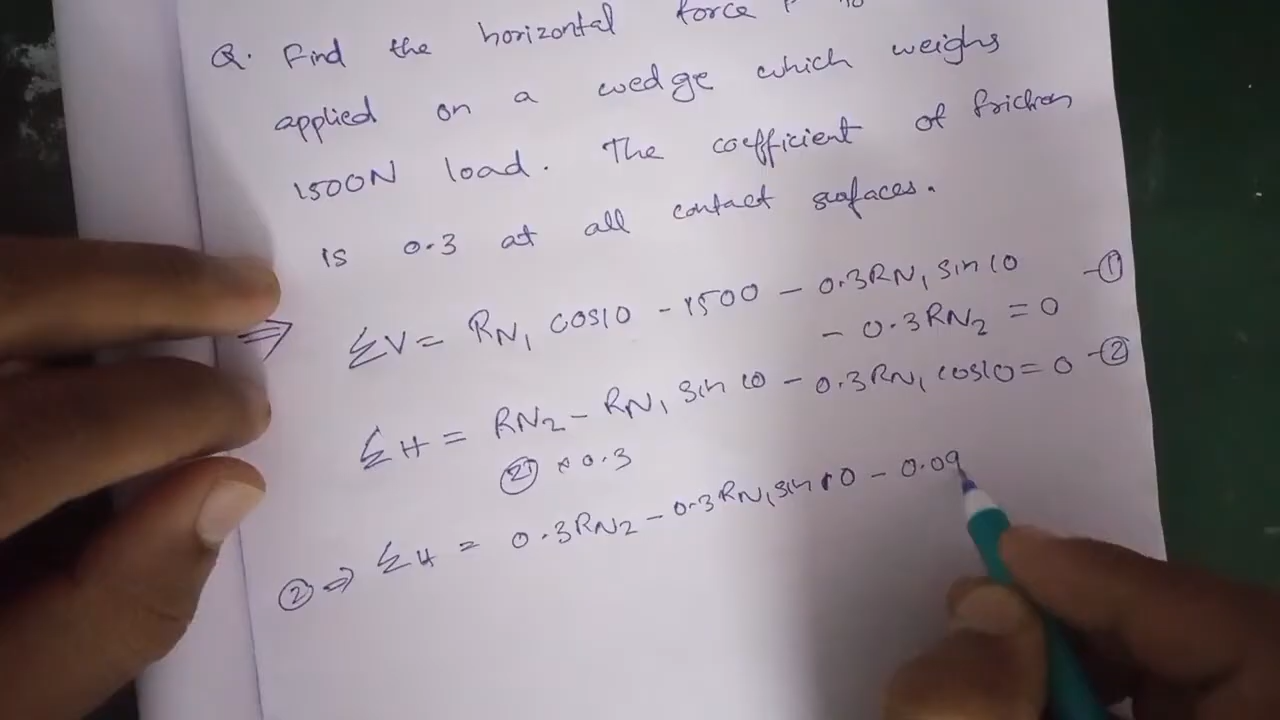 Q. Find the horizontal force P to
applied on a wedge which weighs
1500N load. The coefficient of friction
is 0.3 at all contact surfaces.
⇒ ΣV = RN₁ cos10 - 1500 - 0.3RN₁ sin10
- 0.3RN₂ = 0 -①
ΣH = RN₂ - RN₁ sin10 - 0.3RN₁ cos10 = 0 -②
② × 0.3
② ⇒ ΣH = 0.3RN₂ - 0.3RN₁ sin10 - 0.09